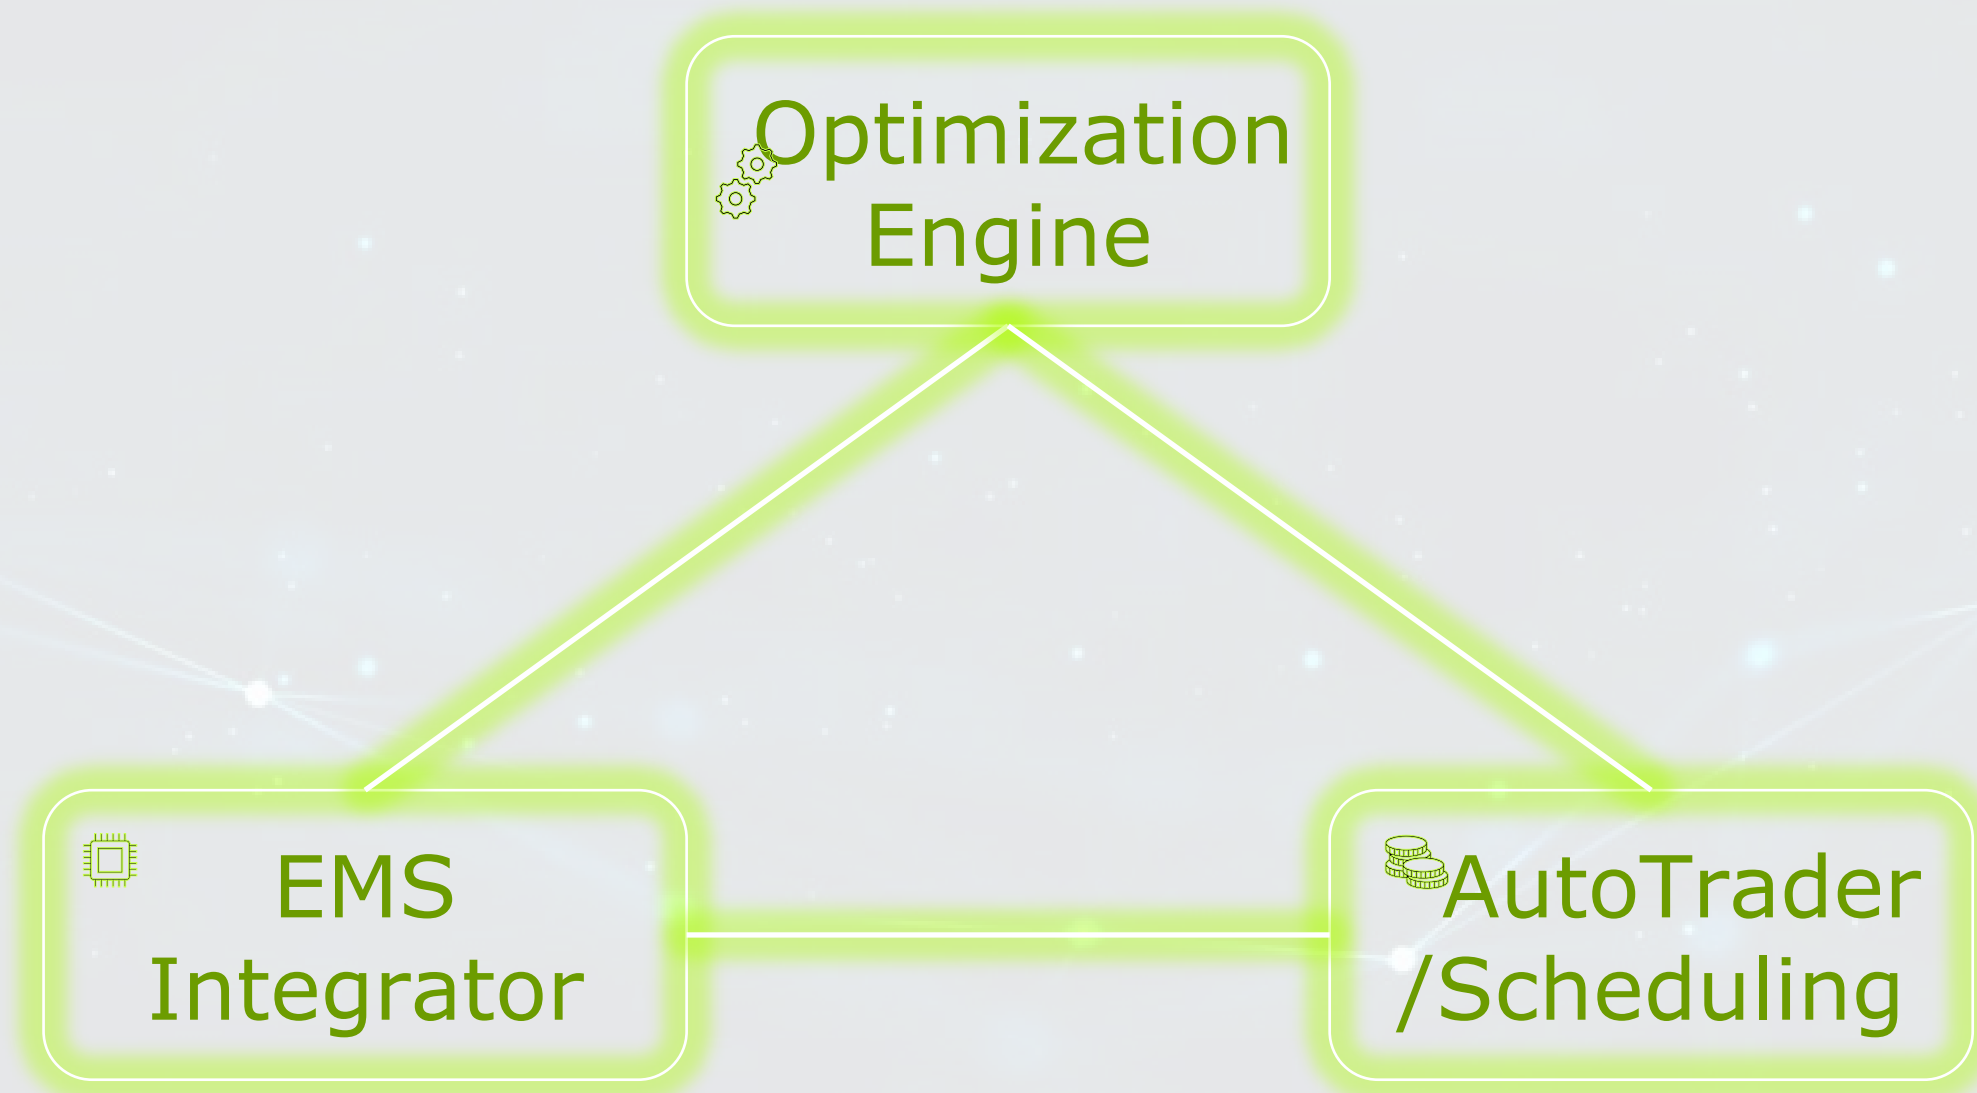 Optimization
Engine
EMS
Integrator
AutoTrader
/Scheduling